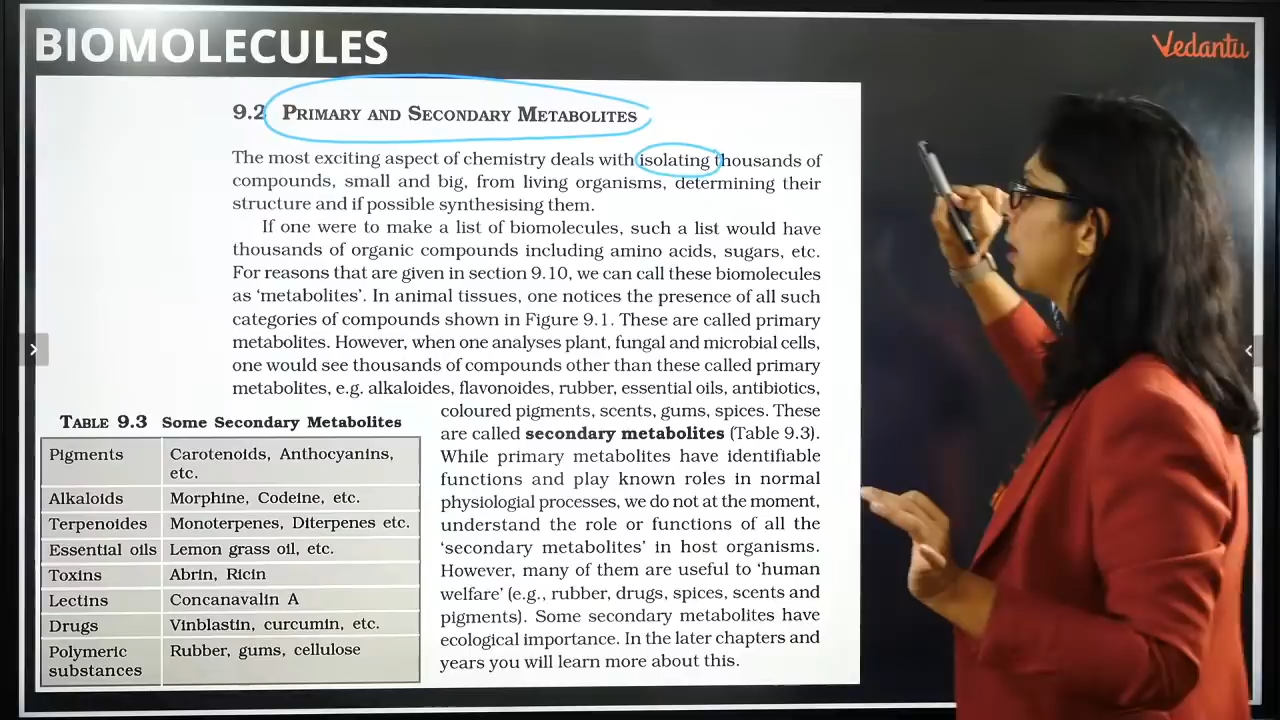 BIOMOLECULES
Vedantu
9.2 PRIMARY AND SECONDARY METABOLITES
The most exciting aspect of chemistry deals with isolating thousands of
compounds, small and big, from living organisms, determining their
structure and if possible synthesising them.
If one were to make a list of biomolecules, such a list would have
thousands of organic compounds including amino acids, sugars, etc.
For reasons that are given in section 9.10, we can call these biomolecules
as ‘metabolites’. In animal tissues, one notices the presence of all such
categories of compounds shown in Figure 9.1. These are called primary
metabolites. However, when one analyses plant, fungal and microbial cells,
one would see thousands of compounds other than these called primary
metabolites, e.g. alkaloides, flavonoides, rubber, essential oils, antibiotics,
coloured pigments, scents, gums, spices. These
are called secondary metabolites (Table 9.3).
While primary metabolites have identifiable
functions and play known roles in normal
physiologial processes, we do not at the moment,
understand the role or functions of all the
‘secondary metabolites’ in host organisms.
However, many of them are useful to ‘human
welfare’ (e.g., rubber, drugs, spices, scents and
pigments). Some secondary metabolites have
ecological importance. In the later chapters and
years you will learn more about this.
TABLE 9.3 Some Secondary Metabolites
Pigments Carotenoids, Anthocyanins,
etc.
Alkaloids Morphine, Codeine, etc.
Terpenoides Monoterpenes, Diterpenes etc.
Essential oils Lemon grass oil, etc.
Toxins Abrin, Ricin
Lectins Concanavalin A
Drugs Vinblastin, curcumin, etc.
Polymeric Rubber, gums, cellulose
substances